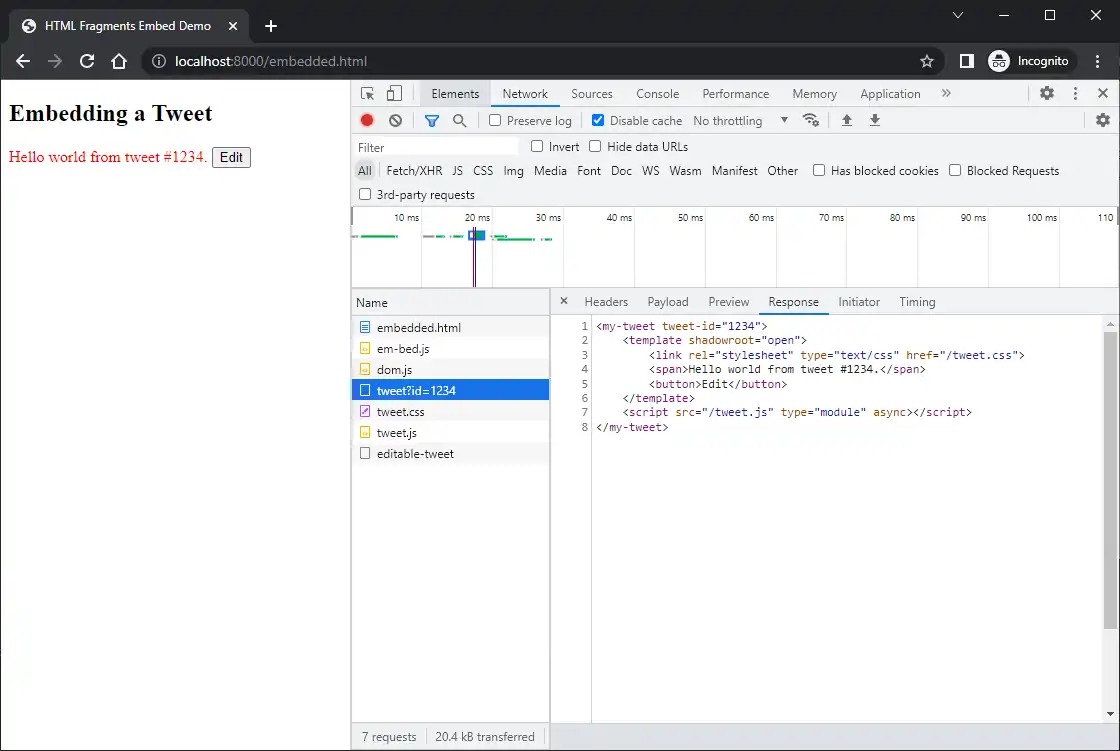 HTML Fragments Embed Demo
localhost:8000/embedded.html
Incognito
Embedding a Tweet
Hello world from tweet #1234. Edit
Elements Network Sources Console Performance Memory Application »
Preserve log Disable cache No throttling
Filter Invert Hide data URLs
All Fetch/XHR JS CSS Img Media Font Doc WS Wasm Manifest Other Has blocked cookies Blocked Requests
3rd-party requests
10 ms 20 ms 30 ms 40 ms 50 ms 60 ms 70 ms 80 ms 90 ms 100 ms 110
Name
embedded.html
em-bed.js
dom.js
tweet?id=1234
tweet.css
tweet.js
editable-tweet
7 requests 20.4 kB transferred
Headers Payload Preview Response Initiator Timing
1 <my-tweet tweet-id="1234">
2 <template shadowroot="open">
3 <link rel="stylesheet" type="text/css" href="/tweet.css">
4 <span>Hello world from tweet #1234.</span>
5 <button>Edit</button>
6 </template>
7 <script src="/tweet.js" type="module" async></script>
8 </my-tweet>